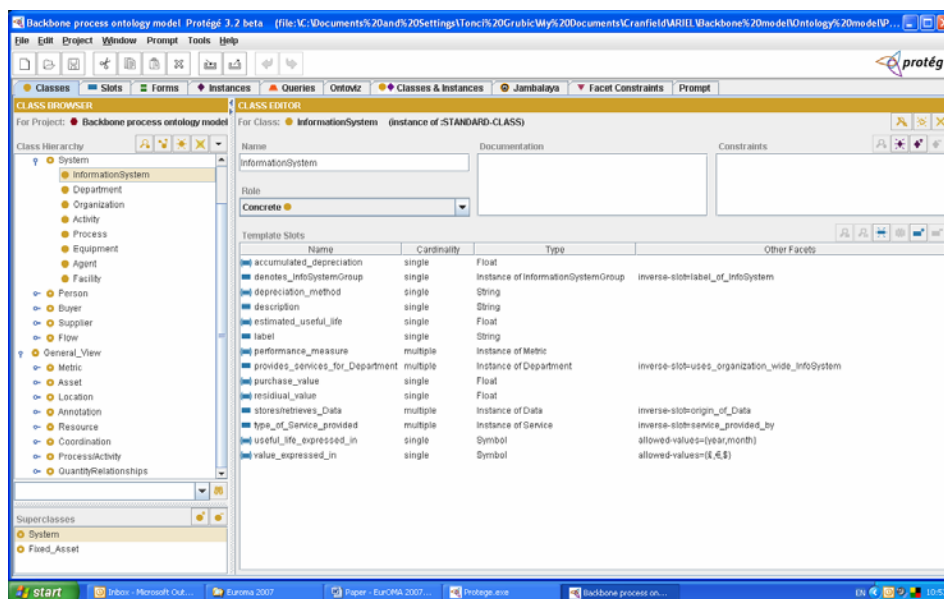 Backbone process ontology model Protégé 3.2 beta (file:\C:\Documents%20and%20Settings\Tonci%20Grubic\My%20Documents\Cranfield\ARIEL\Backbone%20model\Ontology%20model\P...
File Edit Project Window Prompt Tools Help
protég
Classes Slots Forms Instances Queries Ontoviz Classes & Instances Jambalaya Facet Constraints Prompt
CLASS BROWSER
For Project: Backbone process ontology model
Class Hierarchy
System
InformationSystem
Department
Organization
Activity
Process
Equipment
Agent
Facility
Person
Buyer
Supplier
Flow
General_View
Metric
Asset
Location
Annotation
Resource
Coordination
Process/Activity
QuantityRelationships
Superclasses
System
Fixed_Asset
CLASS EDITOR
For Class: InformationSystem (instance of :STANDARD-CLASS)
Name Documentation Constraints
InformationSystem
Role
Concrete
Template Slots
Name Cardinality Type Other Facets
accumulated_depreciation single Float
denotes_InfoSystemGroup single Instance of InformationSystemGroup inverse-slot=label_of_InfoSystem
depreciation_method single String
description single String
estimated_useful_life single Float
label single String
performance_measure multiple Instance of Metric
provides_services_for_Department multiple Instance of Department inverse-slot=uses_organization_wide_InfoSystem
purchase_value single Float
residiual_value single Float
stores/retrieves_Data multiple Instance of Data inverse-slot=origin_of_Data
type_of_Service_provided multiple Instance of Service inverse-slot=service_provided_by
useful_life_expressed_in single Symbol allowed-values={year,month}
value_expressed_in single Symbol allowed-values={£,€,$}
start Inbox - Microsoft Out... Euroma 2007 Paper - EurOMA 2007... Protege.exe Backbone process on... EN 10:5